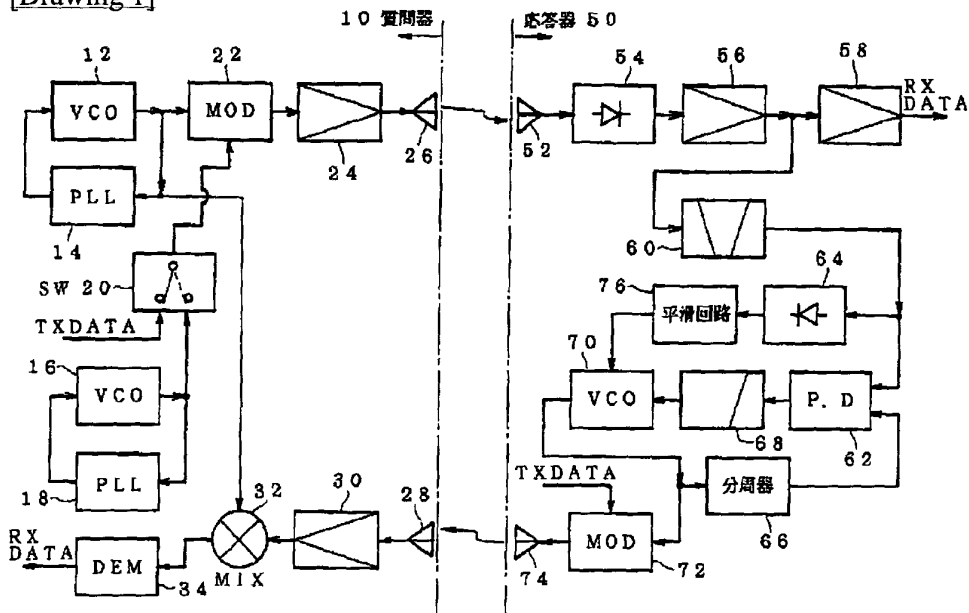 [Drawing 1]
10 質問器
応答器 50
12
22
54
56
58
VCO
MOD
RX
DATA
26
52
24
PLL
14
60
64
SW 20
76
平滑回路
TXDATA
70
16
VCO
VCO
P. D
68
62
PLL
18
TXDATA
分周器
32
30
28
66
RX
DATA
DEM
MOD
MIX
34
74
72